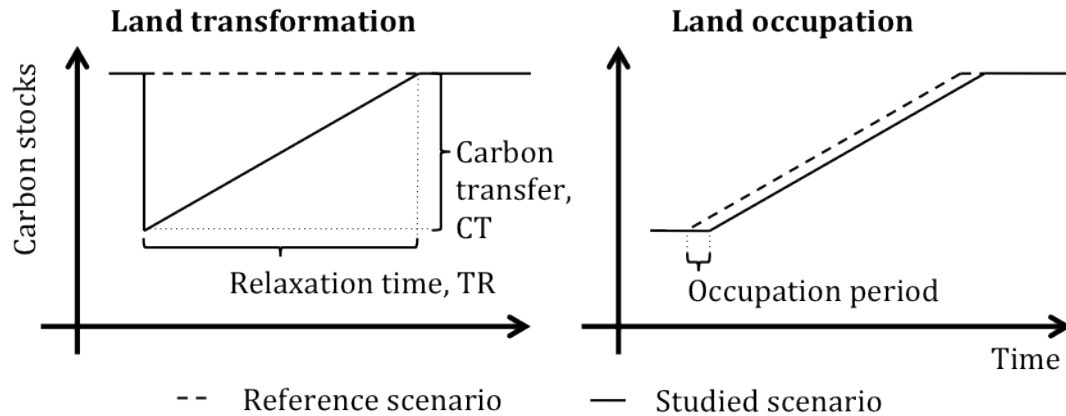 Land transformation
Land occupation
Carbon stocks
Carbon
transfer,
CT
Relaxation time, TR
Occupation period
Time
Reference scenario
Studied scenario